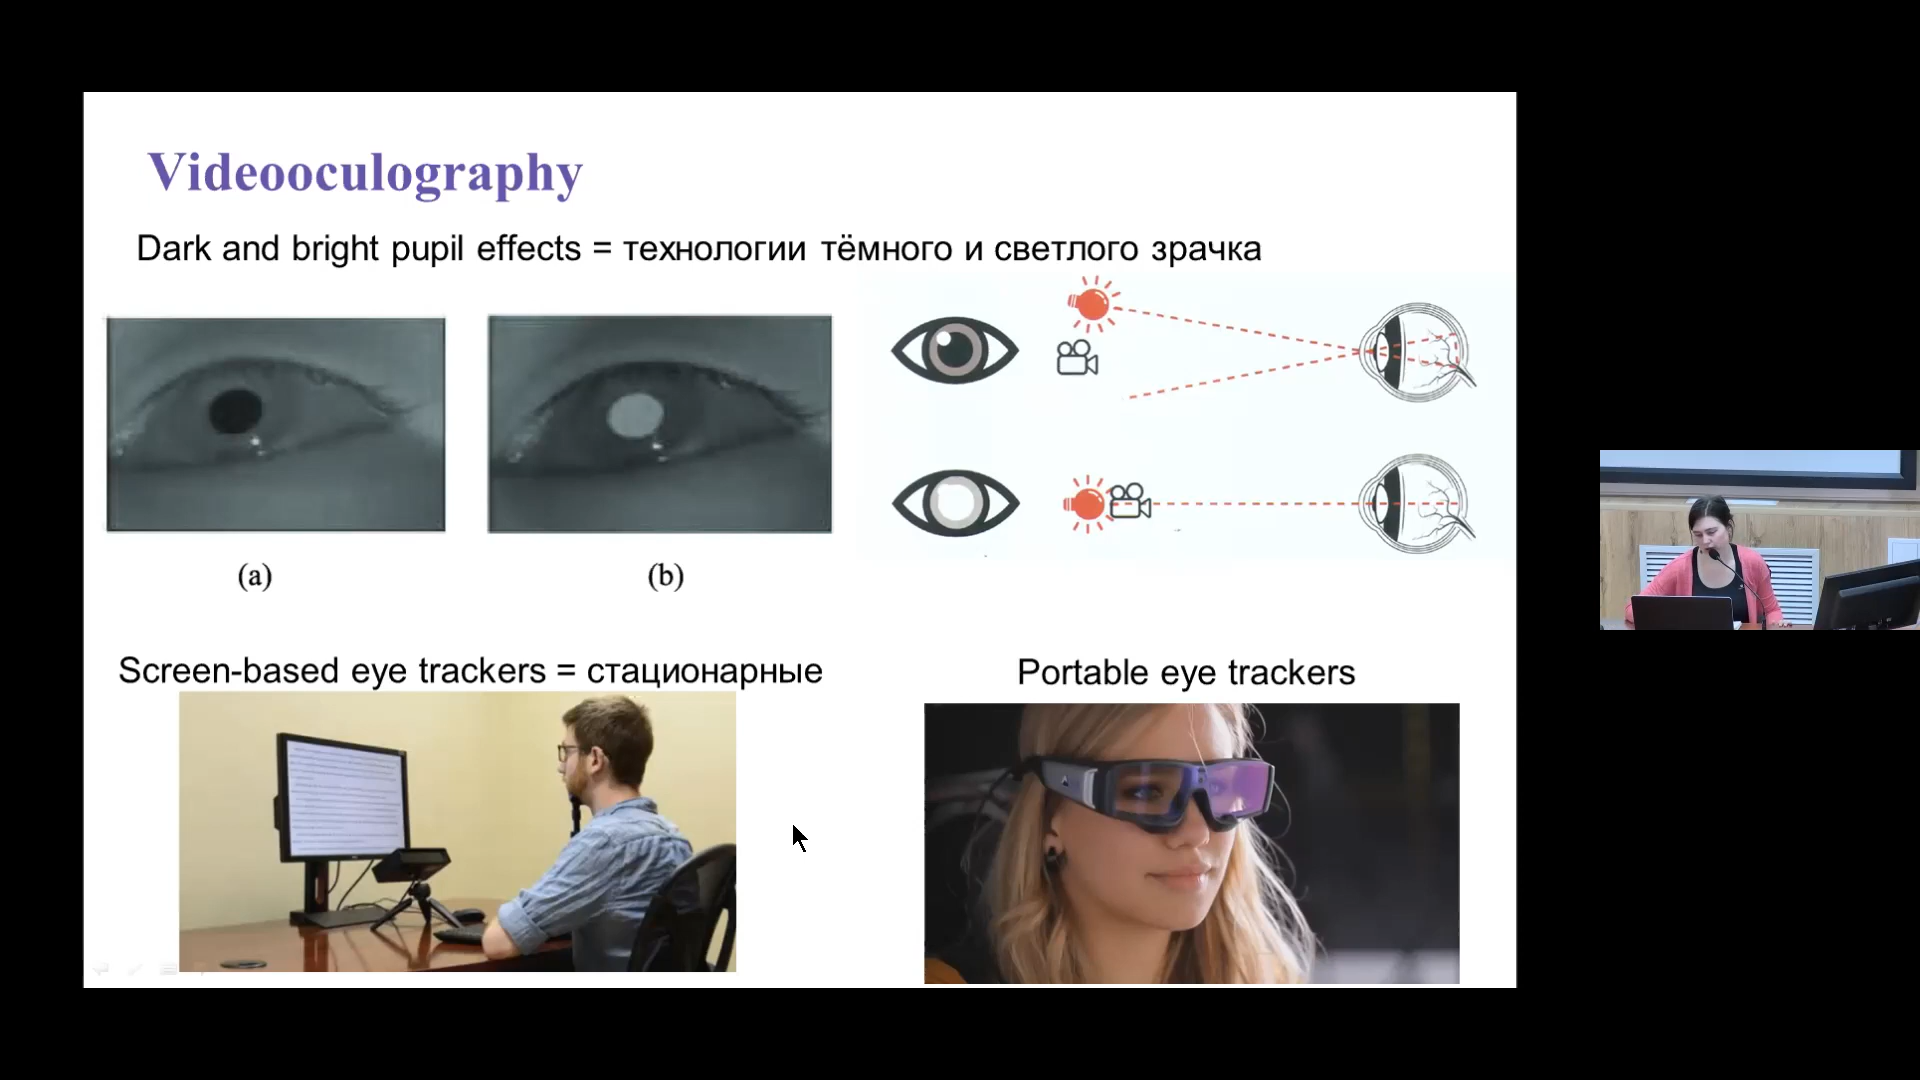 Videooculography
Dark and bright pupil effects = технологии тёмного и светлого зрачка
(a)
(b)
Screen-based eye trackers = стационарные
Portable eye trackers